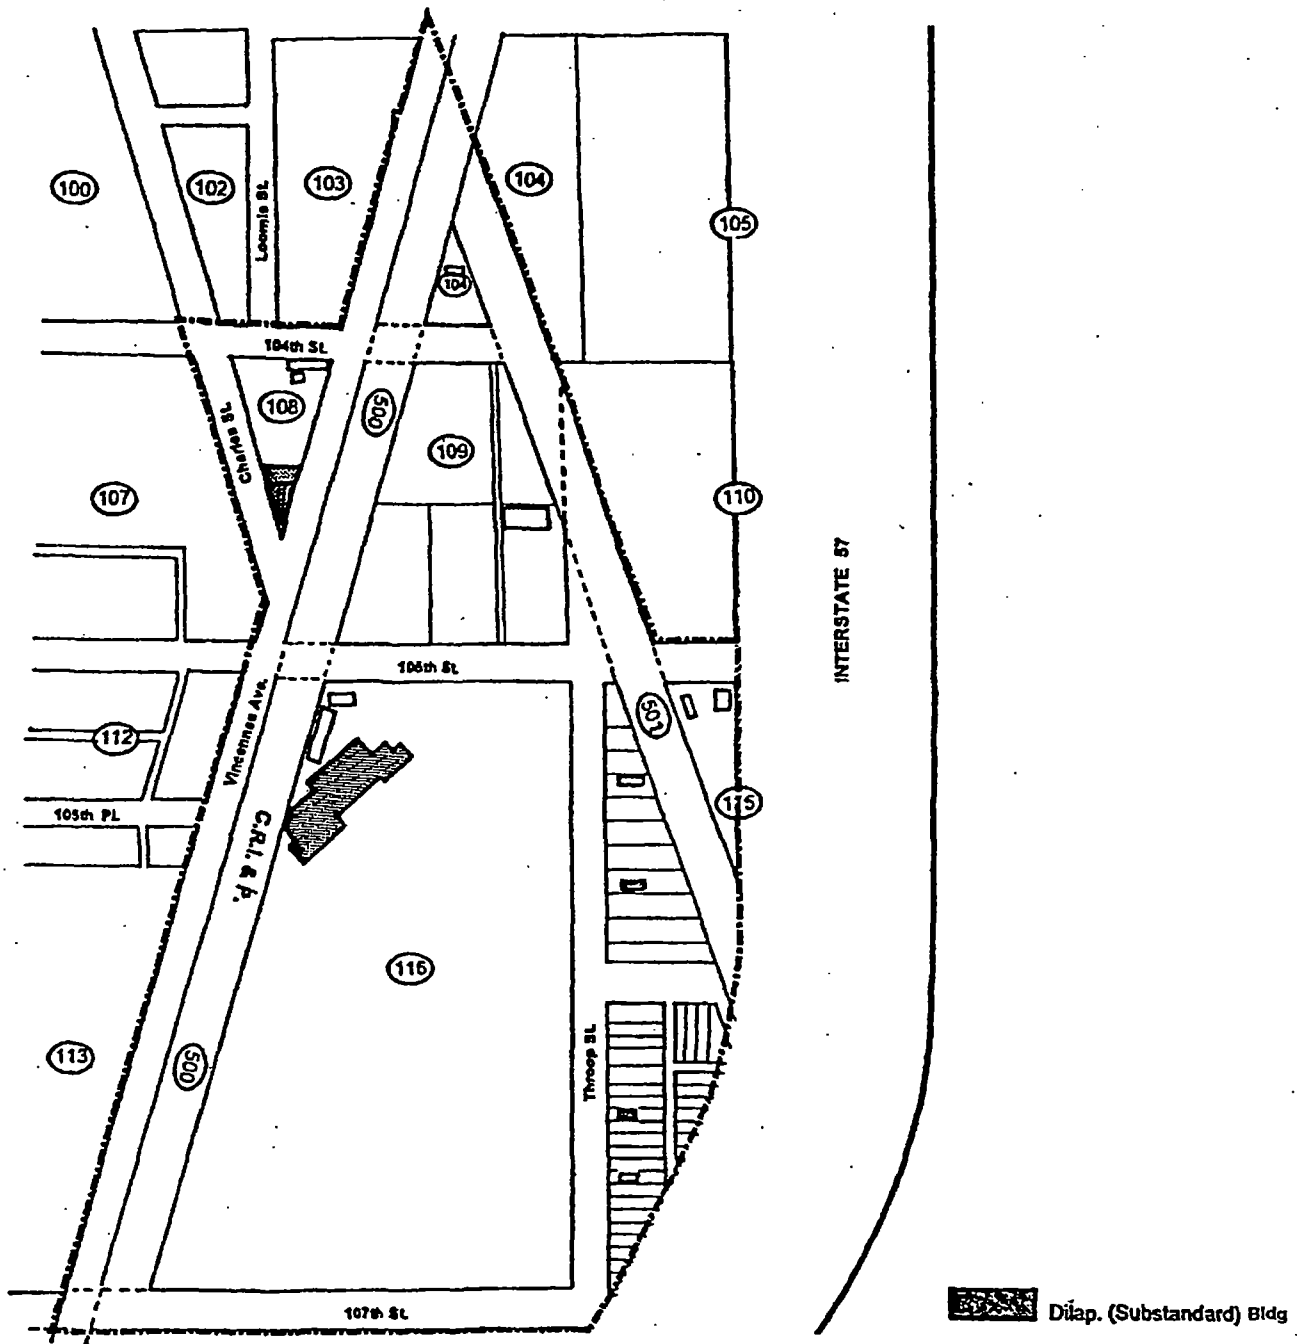 100
102
Loomis St.
103
104
105
104
104th St.
108
500
Charles St.
109
107
110
INTERSTATE 57
105th St.
501
112
Vincennes Ave.
115
105th Pl.
C.R.I. & P.
116
113
500
Throop St.
107th St.
Dilap. (Substandard) Bldg